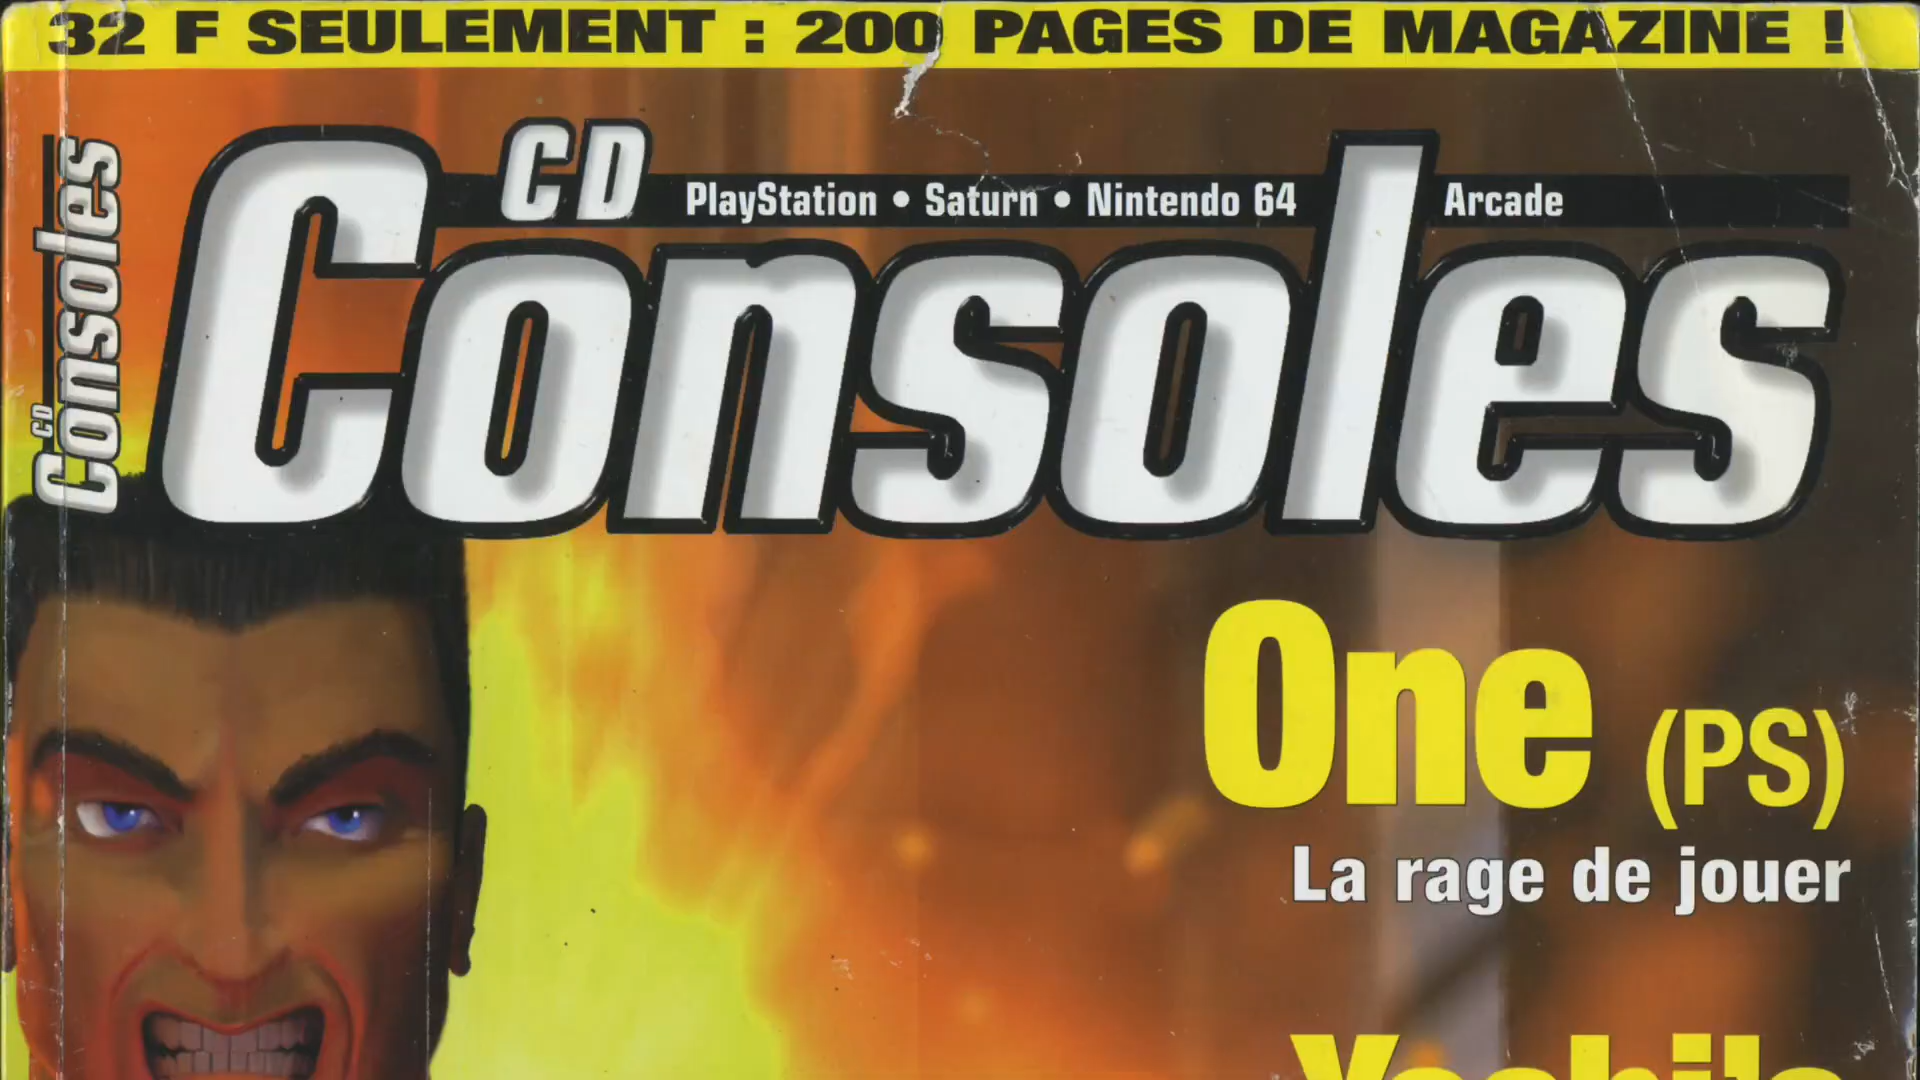 32 F SEULEMENT : 200 PAGES DE MAGAZINE !
CD
PlayStation • Saturn • Nintendo 64
Arcade
Consoles
CD Consoles
One (PS)
La rage de jouer
Yoshi's